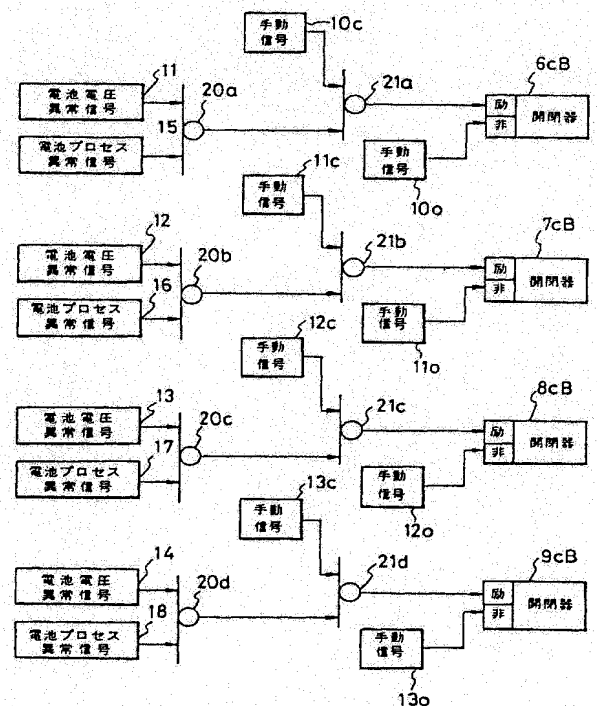 手動
信号
10c
11
電池電圧
異常信号
20a
15
電池プロセス
異常信号
21a
6cB
励
非
開閉器
手動
信号
10o
手動
信号
11c
12
電池電圧
異常信号
20b
16
電池プロセス
異常信号
21b
7cB
励
非
開閉器
手動
信号
11o
手動
信号
12c
13
電池電圧
異常信号
20c
17
電池プロセス
異常信号
21c
8cB
励
非
開閉器
手動
信号
12o
手動
信号
13c
14
電池電圧
異常信号
20d
18
電池プロセス
異常信号
21d
9cB
励
非
開閉器
手動
信号
13o